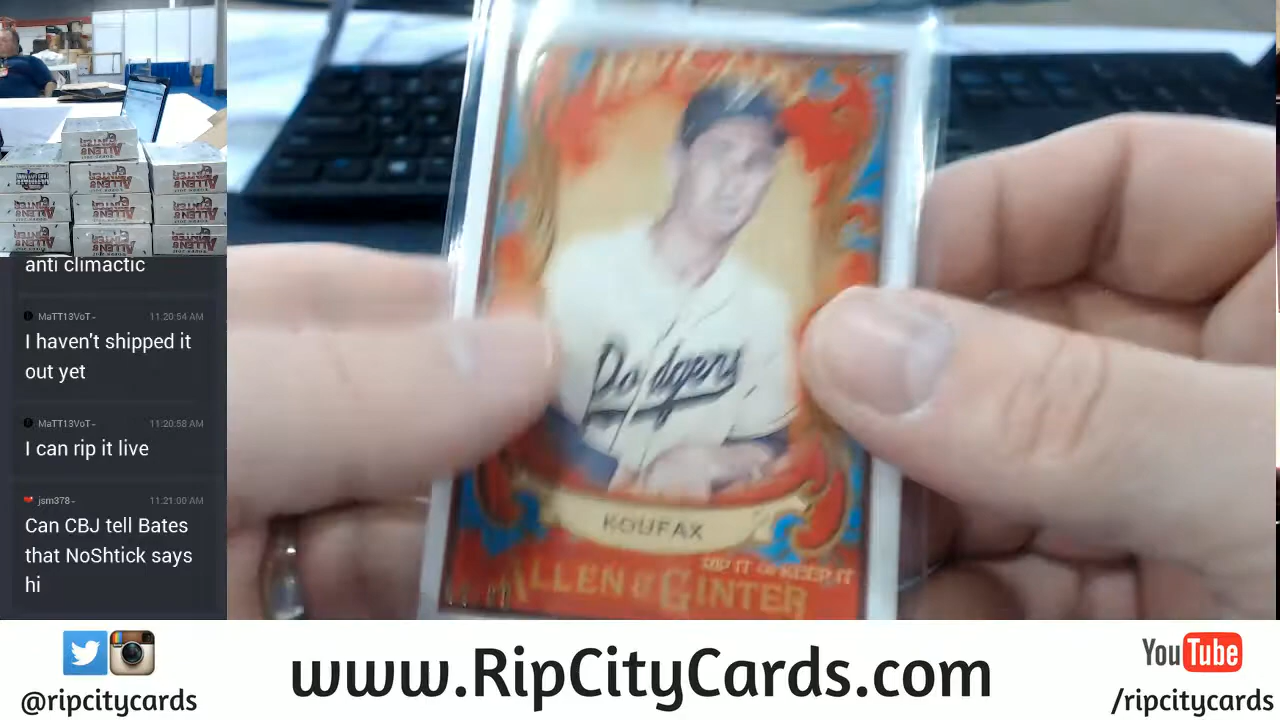 anti climactic
MaTT13VoT- 11:20:54 AM
I haven't shipped it
out yet
MaTT13VoT- 11:20:58 AM
I can rip it live
jsm378- 11:21:00 AM
Can CBJ tell Bates
that NoShtick says
hi
Dodgers
KOUFAX
RIP IT OR KEEP IT
ALLEN & GINTER
@ripcitycards
www.RipCityCards.com
YouTube
/ripcitycards